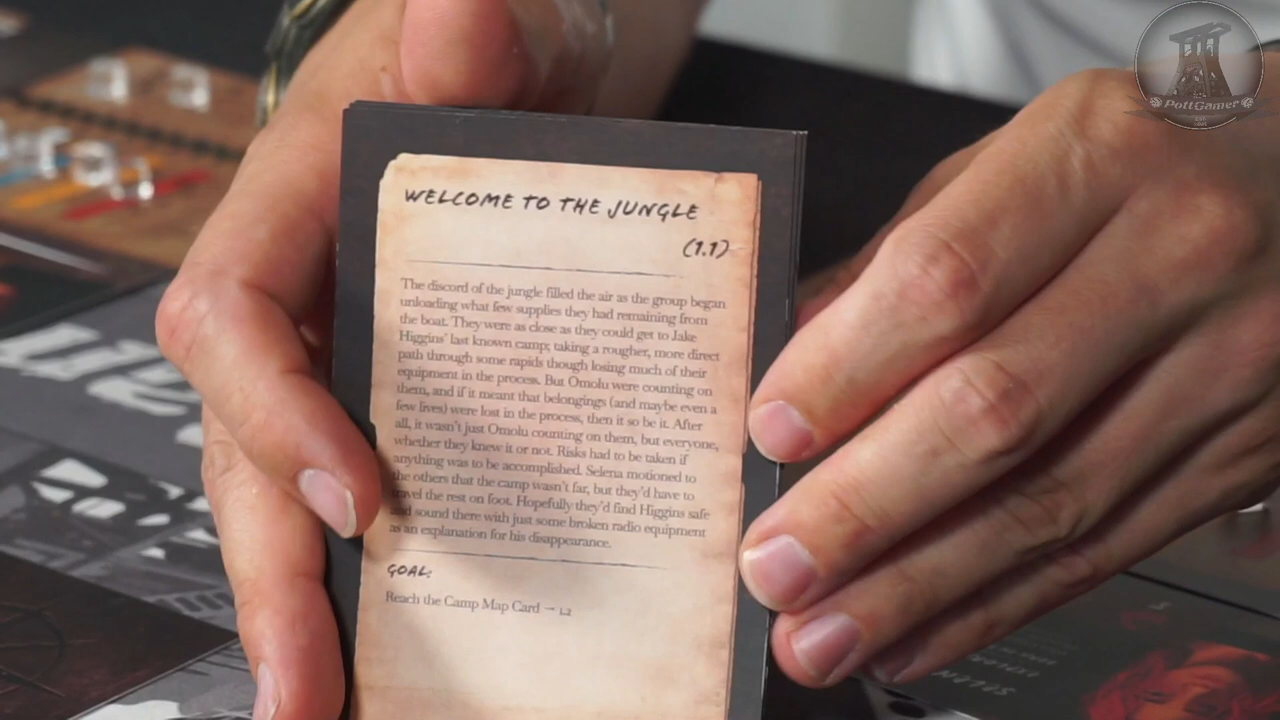 WELCOME TO THE JUNGLE
(1.1)
The discord of the jungle filled the air as the group began
unloading what few supplies they had remaining from
the boat. They were as close as they could get to Jake
Higgins' last known camp; taking a rougher, more direct
path through some rapids though losing much of their
equipment in the process. But Omolu were counting on
them, and if it meant that belongings (and maybe even a
few lives) were lost in the process, then it so be it. After
all, it wasn't just Omolu counting on them, but everyone,
whether they knew it or not. Risks had to be taken if
anything was to be accomplished. Selena motioned to
the others that the camp wasn't far, but they'd have to
travel the rest on foot. Hopefully they'd find Higgins safe
and sound there with just some broken radio equipment
as an explanation for his disappearance.
GOAL:
Reach the Camp Map Card → 1.2
PottGamer
SELEN